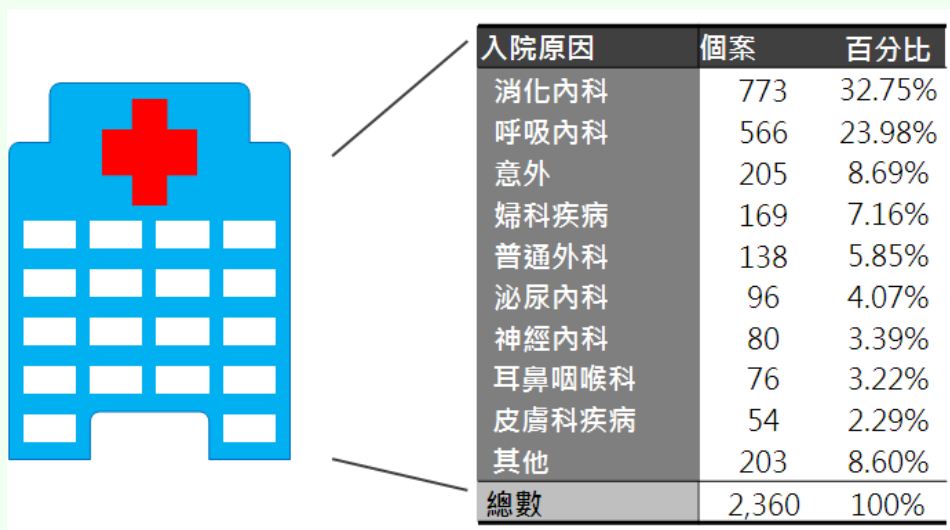 入院原因 個案 百分比
消化內科 773 32.75%
呼吸內科 566 23.98%
意外 205 8.69%
婦科疾病 169 7.16%
普通外科 138 5.85%
泌尿內科 96 4.07%
神經內科 80 3.39%
耳鼻咽喉科 76 3.22%
皮膚科疾病 54 2.29%
其他 203 8.60%
總數 2,360 100%